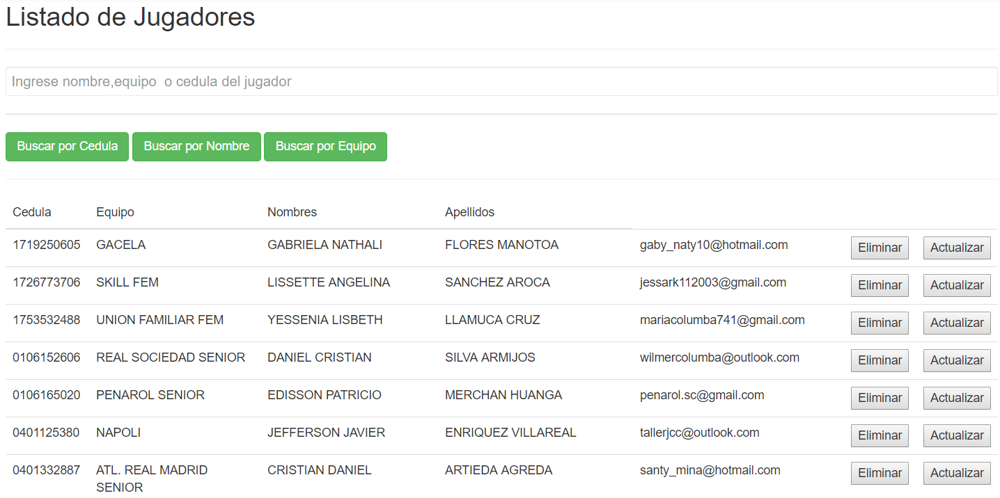 Listado de Jugadores
Ingrese nombre,equipo  o cedula del jugador
Buscar por Cedula Buscar por Nombre Buscar por Equipo
Cedula Equipo Nombres Apellidos
1719250605 GACELA GABRIELA NATHALI FLORES MANOTOA gaby_naty10@hotmail.com Eliminar Actualizar
1726773706 SKILL FEM LISSETTE ANGELINA SANCHEZ AROCA jessark112003@gmail.com Eliminar Actualizar
1753532488 UNION FAMILIAR FEM YESSENIA LISBETH LLAMUCA CRUZ mariacolumba741@gmail.com Eliminar Actualizar
0106152606 REAL SOCIEDAD SENIOR DANIEL CRISTIAN SILVA ARMIJOS wilmercolumba@outlook.com Eliminar Actualizar
0106165020 PENAROL SENIOR EDISSON PATRICIO MERCHAN HUANGA penarol.sc@gmail.com Eliminar Actualizar
0401125380 NAPOLI JEFFERSON JAVIER ENRIQUEZ VILLAREAL tallerjcc@outlook.com Eliminar Actualizar
0401332887 ATL. REAL MADRID CRISTIAN DANIEL ARTIEDA AGREDA santy_mina@hotmail.com Eliminar Actualizar
SENIOR